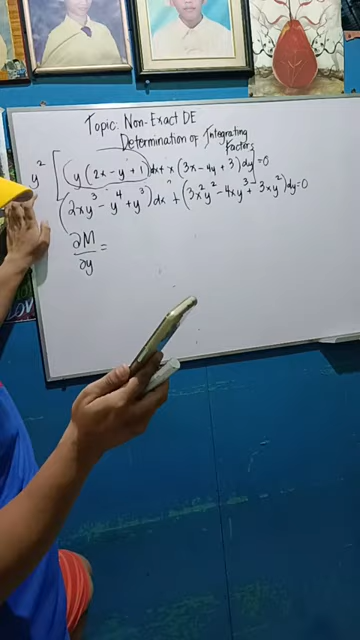 Topic: Non-Exact DE
Determination of Integrating Factors
y² [ (y(2x - y + 1)dx + x (3x - 4y + 3)dy ] = 0
(2xy³ - y⁴ + y³)dx + (3x²y² - 4xy³ + 3xy²)dy = 0
∂M/∂y =